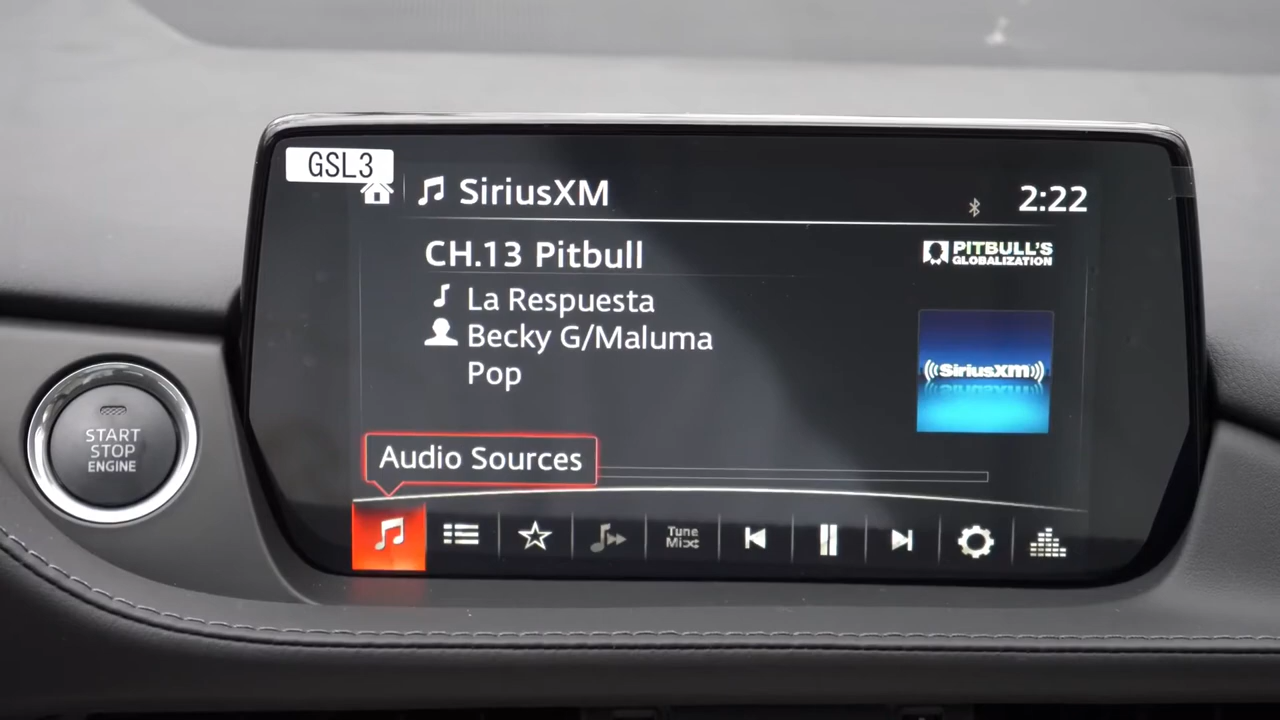 GSL3
SiriusXM
2:22
CH.13 Pitbull
PITBULL'S
GLOBALIZATION
La Respuesta
Becky G/Maluma
Pop
((SiriusXM))
START
STOP
ENGINE
Audio Sources
Tune
Mix